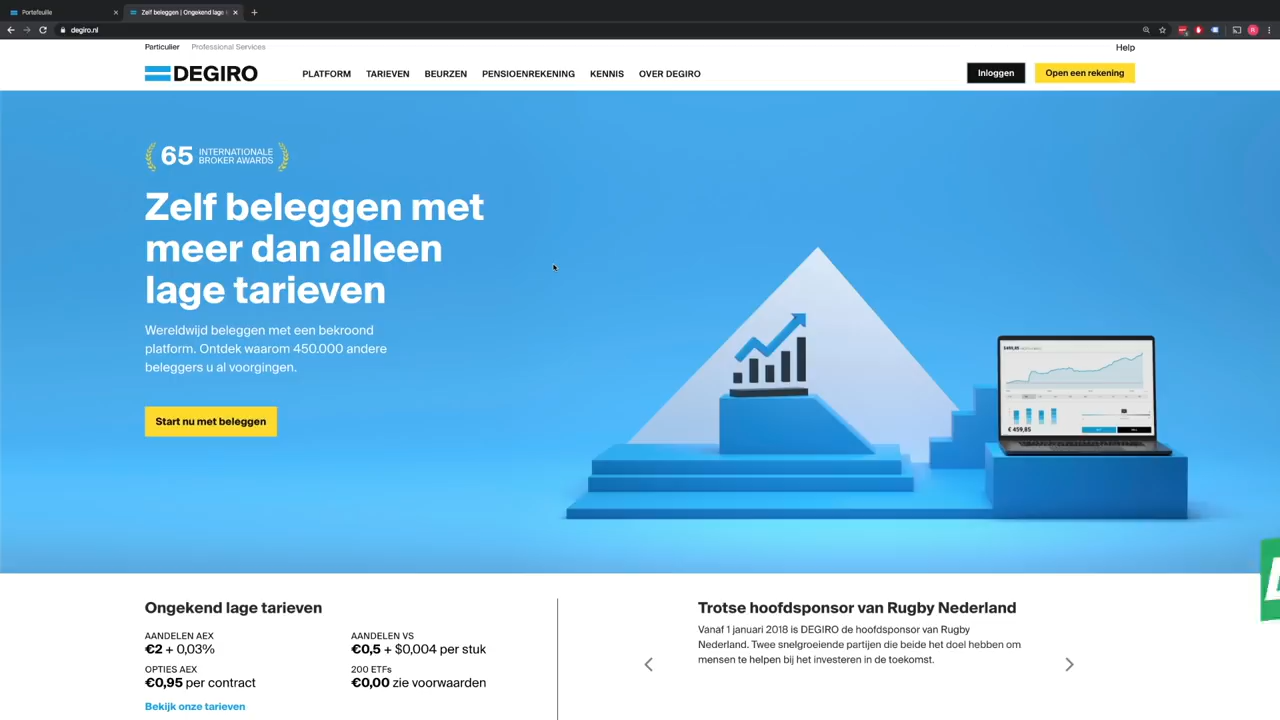 Portefeuille
Zelf beleggen | Ongekend lage
degiro.nl
Particulier Professional Services
Help
DEGIRO
PLATFORM TARIEVEN BEURZEN PENSIOENREKENING KENNIS OVER DEGIRO
Inloggen Open een rekening
65 INTERNATIONALE
BROKER AWARDS
Zelf beleggen met
meer dan alleen
lage tarieven
Wereldwijd beleggen met een bekroond
platform. Ontdek waarom 450.000 andere
beleggers u al voorgingen.
Start nu met beleggen
€ 459,85
Ongekend lage tarieven
AANDELEN AEX
€2 + 0,03%
OPTIES AEX
€0,95 per contract
AANDELEN VS
€0,5 + $0,004 per stuk
200 ETFs
€0,00 zie voorwaarden
Bekijk onze tarieven
Trotse hoofdsponsor van Rugby Nederland
Vanaf 1 januari 2018 is DEGIRO de hoofdsponsor van Rugby
Nederland. Twee snelgroeiende partijen die beide het doel hebben om
mensen te helpen bij het investeren in de toekomst.